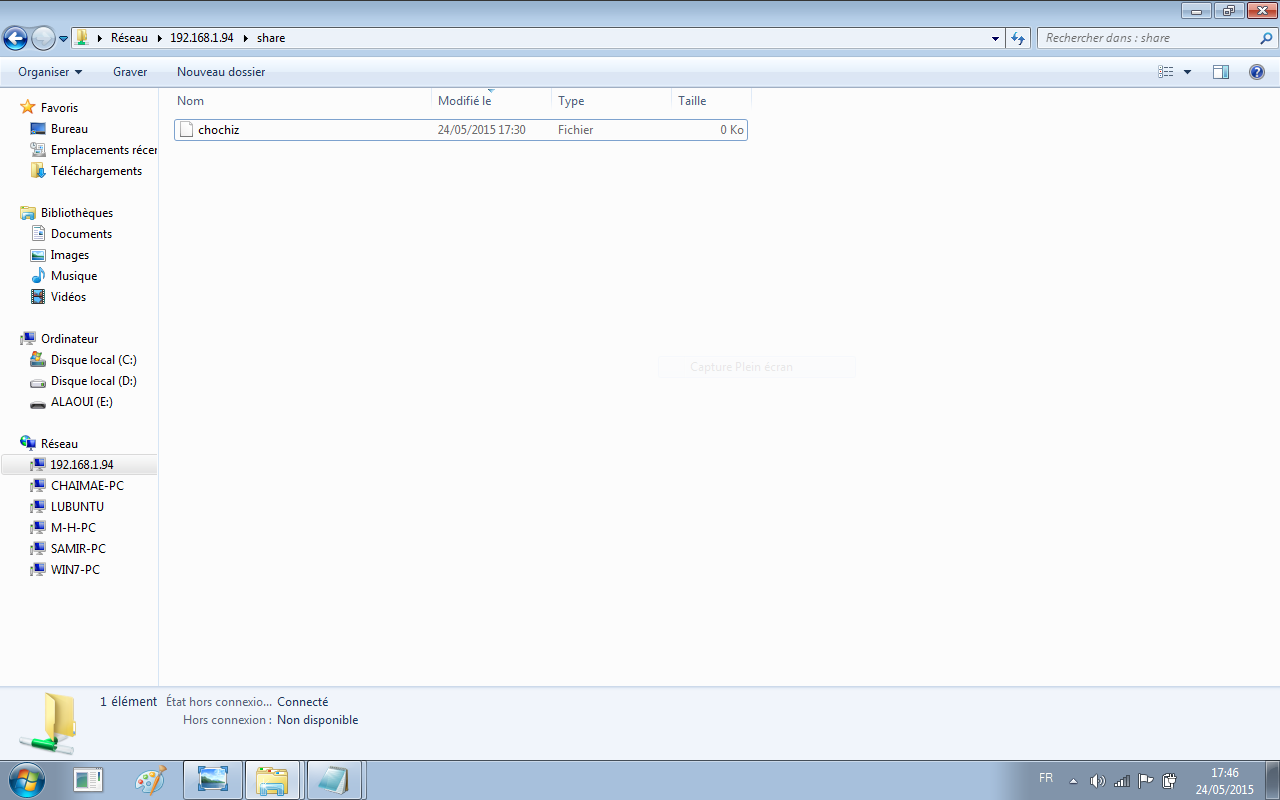 Réseau 192.168.1.94 share
Rechercher dans : share
Organiser Graver Nouveau dossier
Nom Modifié le Type Taille
chochiz 24/05/2015 17:30 Fichier 0 Ko
Favoris
Bureau
Emplacements récer
Téléchargements
Bibliothèques
Documents
Images
Musique
Vidéos
Ordinateur
Disque local (C:)
Disque local (D:)
ALAOUI (E:)
Réseau
192.168.1.94
CHAIMAE-PC
LUBUNTU
M-H-PC
SAMIR-PC
WIN7-PC
Capture Plein écran
1 élément État hors connexio... Connecté
Hors connexion : Non disponible
FR
17:46
24/05/2015